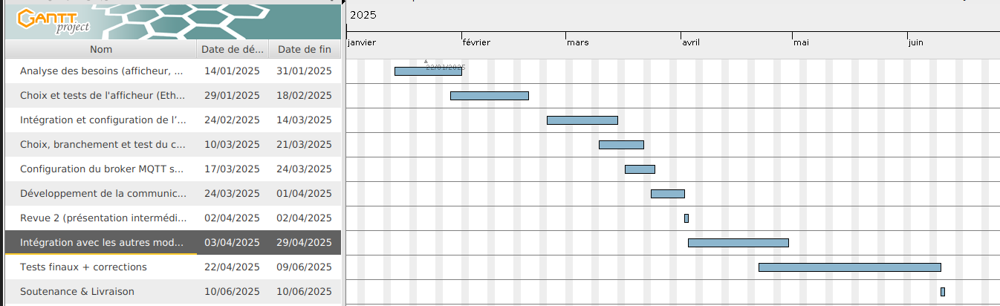 GANTT
project
2025
janvier février mars avril mai juin
Nom Date de dé... Date de fin
22/01/2025
Analyse des besoins (afficheur, ... 14/01/2025 31/01/2025
Choix et tests de l'afficheur (Eth... 29/01/2025 18/02/2025
Intégration et configuration de l’... 24/02/2025 14/03/2025
Choix, branchement et test du c... 10/03/2025 21/03/2025
Configuration du broker MQTT s... 17/03/2025 24/03/2025
Développement de la communic... 24/03/2025 01/04/2025
Revue 2 (présentation intermédi... 02/04/2025 02/04/2025
Intégration avec les autres mod... 03/04/2025 29/04/2025
Tests finaux + corrections 22/04/2025 09/06/2025
Soutenance & Livraison 10/06/2025 10/06/2025